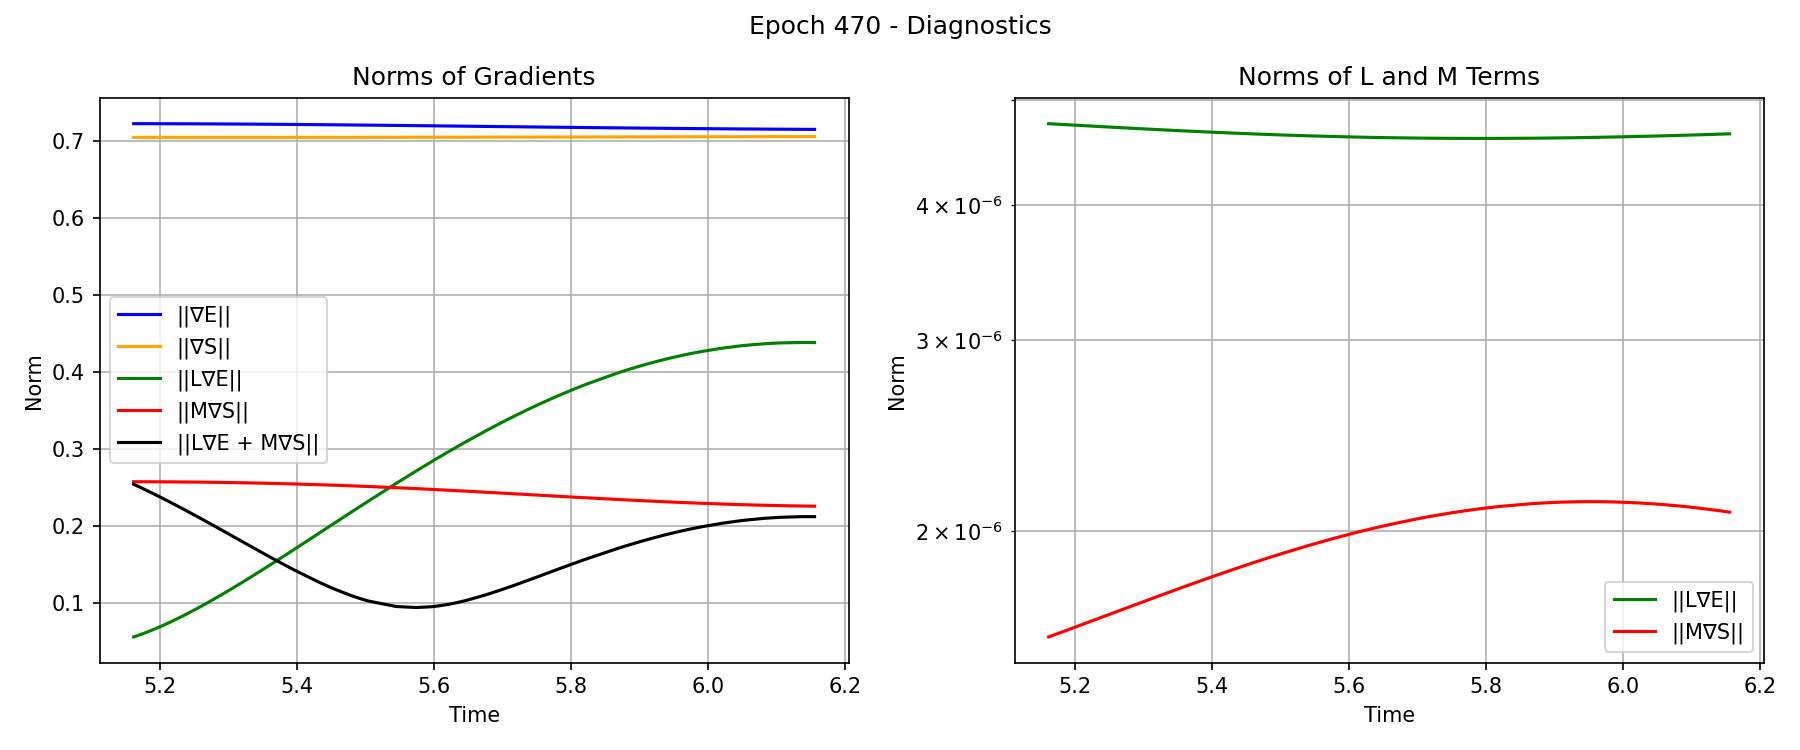 Epoch 470 - Diagnostics
Norms of Gradients
Norm
0.7
0.6
0.5
0.4
0.3
0.2
0.1
||∇E||
||∇S||
||L∇E||
||M∇S||
||L∇E + M∇S||
5.2
5.4
5.6
5.8
6.0
6.2
Time
Norms of L and M Terms
Norm
4 × 10⁻⁶
3 × 10⁻⁶
2 × 10⁻⁶
||L∇E||
||M∇S||
5.2
5.4
5.6
5.8
6.0
6.2
Time